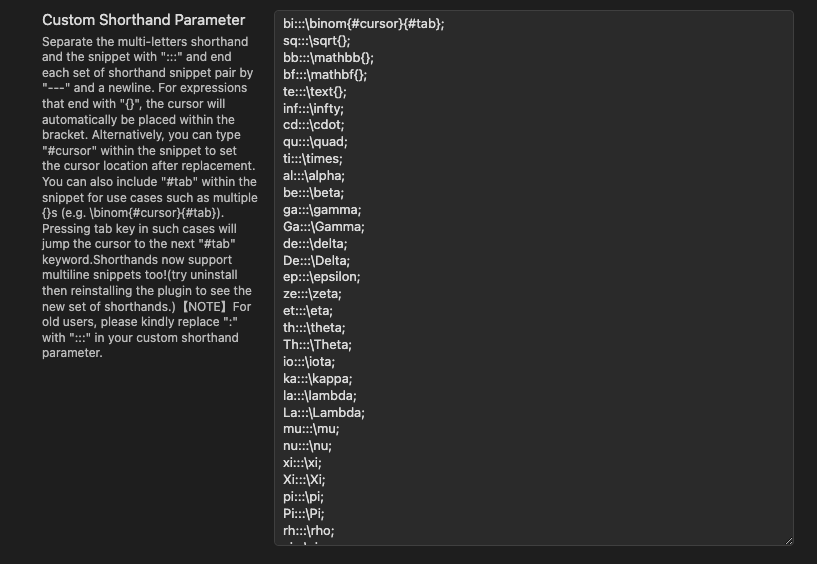 Custom Shorthand Parameter
Separate the multi-letters shorthand
and the snippet with ":::" and end
each set of shorthand snippet pair by
"---" and a newline. For expressions
that end with "{}", the cursor will
automatically be placed within the
bracket. Alternatively, you can type
"#cursor" within the snippet to set
the cursor location after replacement.
You can also include "#tab" within the
snippet for use cases such as multiple
{}s (e.g. \binom{#cursor}{#tab}).
Pressing tab key in such cases will
jump the cursor to the next "#tab"
keyword.Shorthands now support
multiline snippets too!(try uninstall
then reinstalling the plugin to see the
new set of shorthands.)【NOTE】For
old users, please kindly replace ":"
with ":::" in your custom shorthand
parameter.
bi:::\binom{#cursor}{#tab};
sq:::\sqrt{};
bb:::\mathbb{};
bf:::\mathbf{};
te:::\text{};
inf:::\infty;
cd:::\cdot;
qu:::\quad;
ti:::\times;
al:::\alpha;
be:::\beta;
ga:::\gamma;
Ga:::\Gamma;
de:::\delta;
De:::\Delta;
ep:::\epsilon;
ze:::\zeta;
et:::\eta;
th:::\theta;
Th:::\Theta;
io:::\iota;
ka:::\kappa;
la:::\lambda;
La:::\Lambda;
mu:::\mu;
nu:::\nu;
xi:::\xi;
Xi:::\Xi;
pi:::\pi;
Pi:::\Pi;
rh:::\rho;